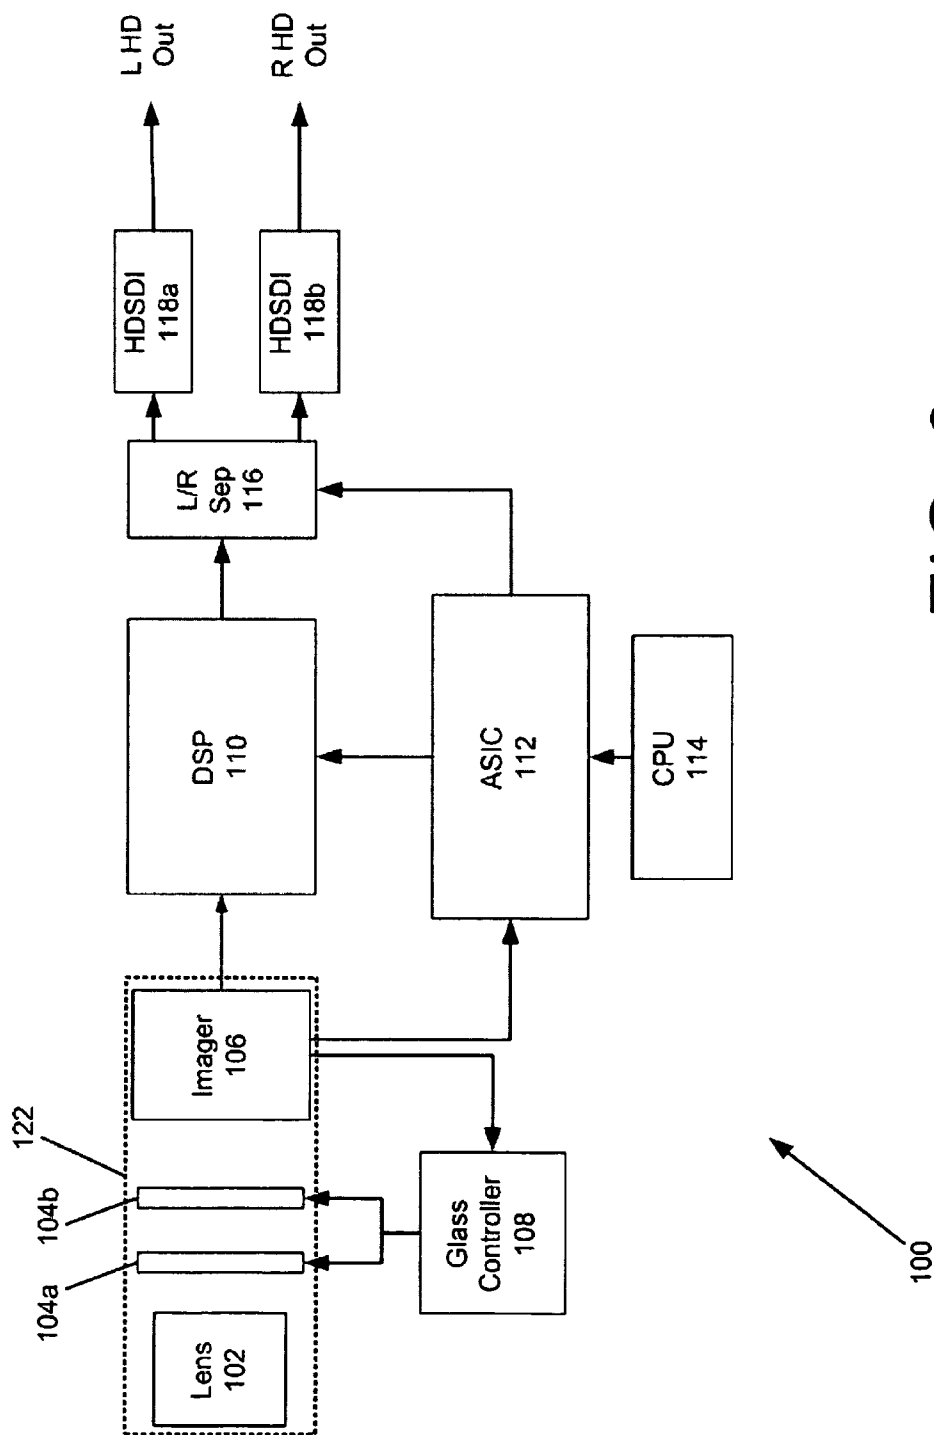 122
104a
104b
Lens
102
Imager
106
Glass
Controller
108
DSP
110
ASIC
112
CPU
114
L/R
Sep
116
HDSDI
118a
HDSDI
118b
L HD
Out
R HD
Out
100